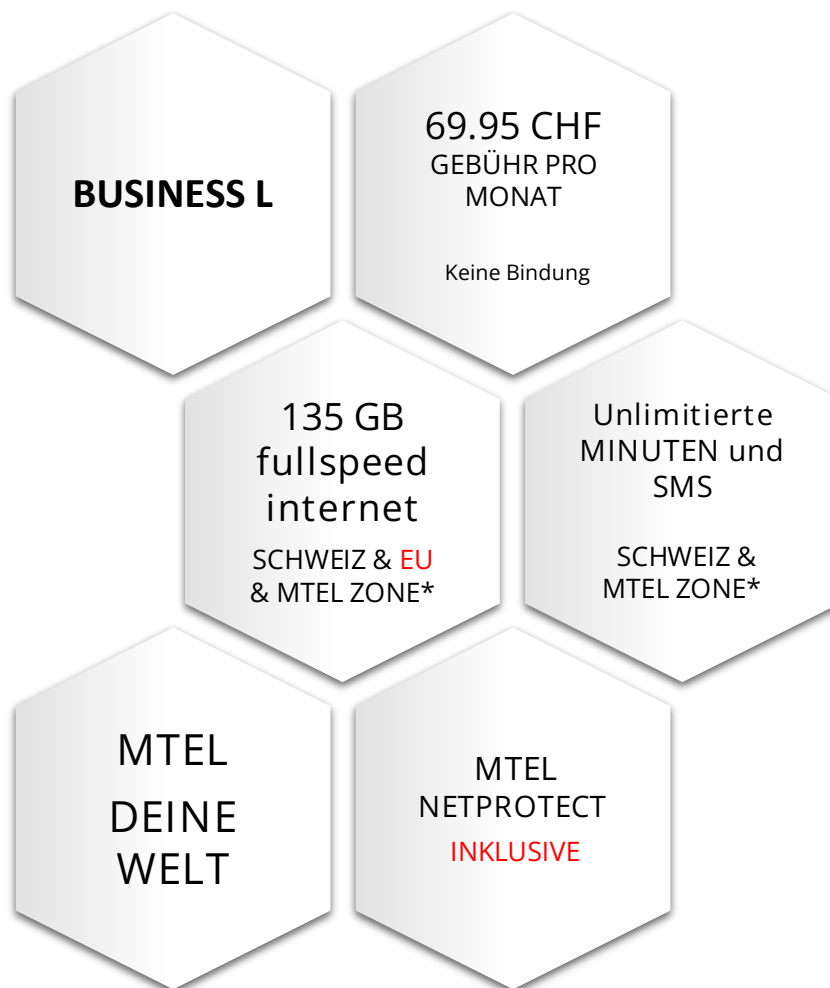 BUSINESS L
69.95 CHF
GEBÜHR PRO
MONAT
Keine Bindung
135 GB
fullspeed
internet
SCHWEIZ & EU
& MTEL ZONE*
Unlimitierte
MINUTEN und
SMS
SCHWEIZ &
MTEL ZONE*
MTEL
DEINE
WELT
MTEL
NETPROTECT
INKLUSIVE